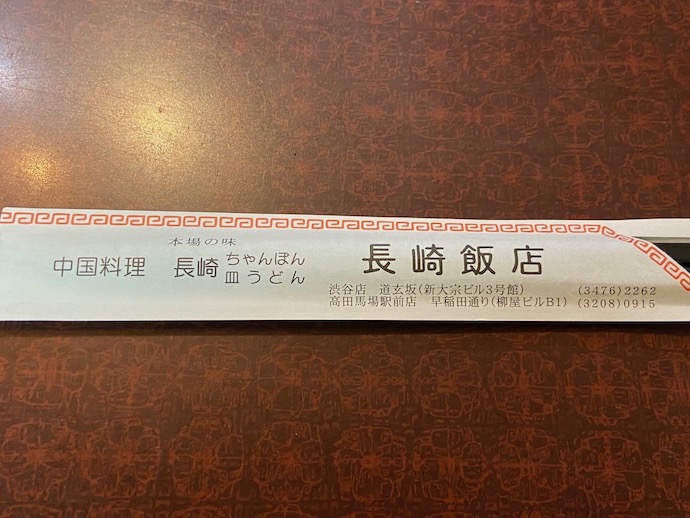 本場の味
中国料理 長崎 ちゃんぽん
皿うどん
長崎飯店
渋谷店 道玄坂(新大宗ビル3号館) (3476)2262
高田馬場駅前店 早稲田通り(柳屋ビルB1) (3208)0915